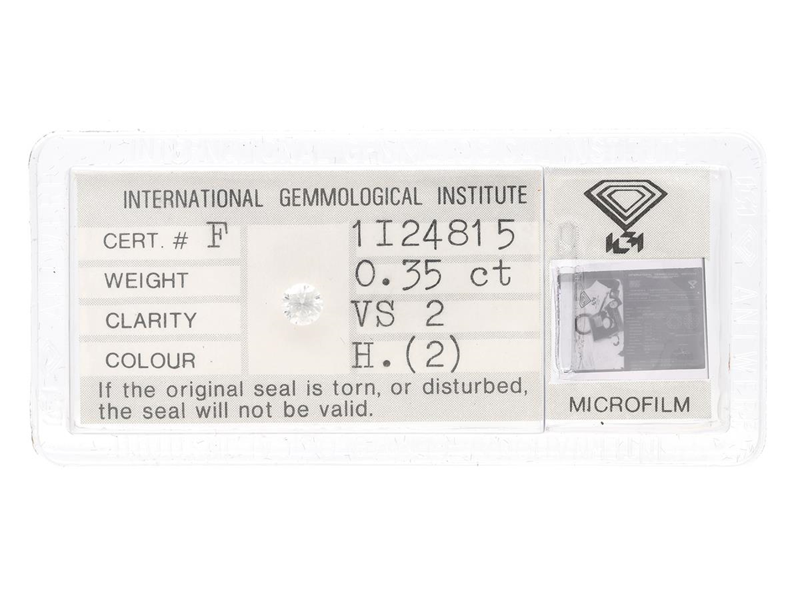 INTERNATIONAL GEMMOLOGICAL INSTITUTE
CERT. # F 1I24815
WEIGHT 0.35 ct
CLARITY VS 2
COLOUR H.(2)
If the original seal is torn, or disturbed,
the seal will not be valid.
IGI
MICROFILM